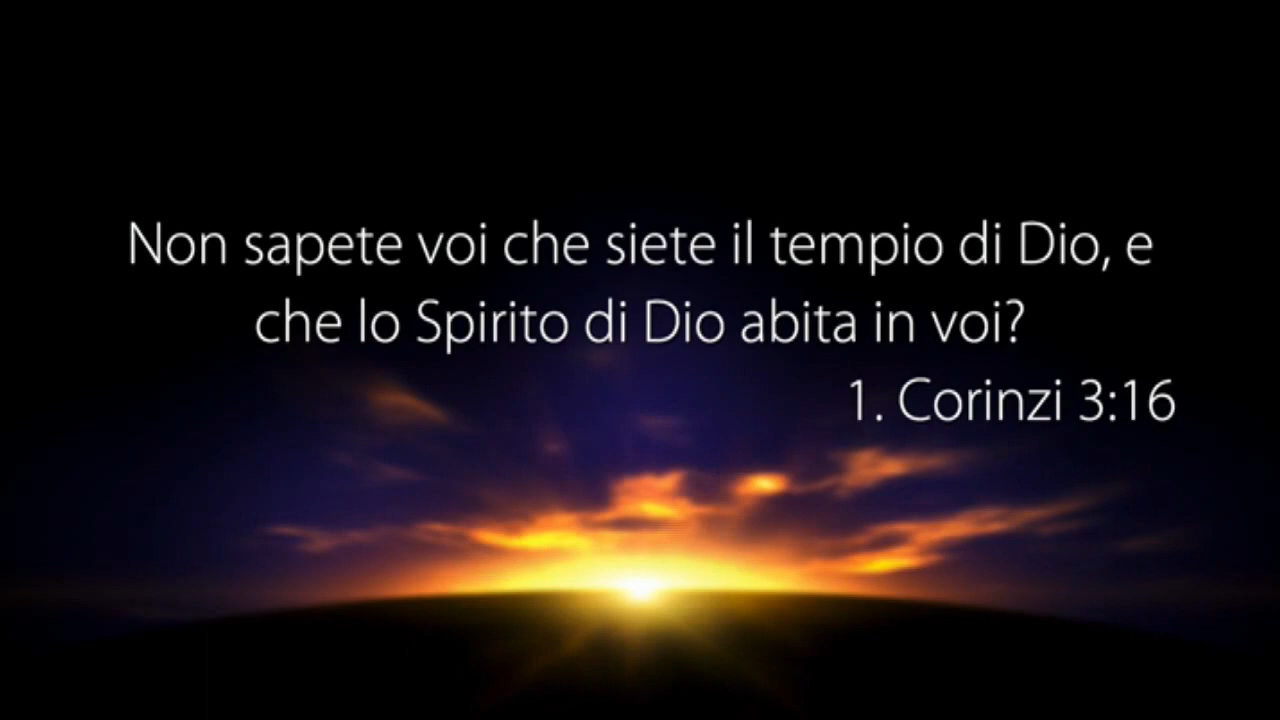 Non sapete voi che siete il tempio di Dio, e
che lo Spirito di Dio abita in voi?
1. Corinzi 3:16